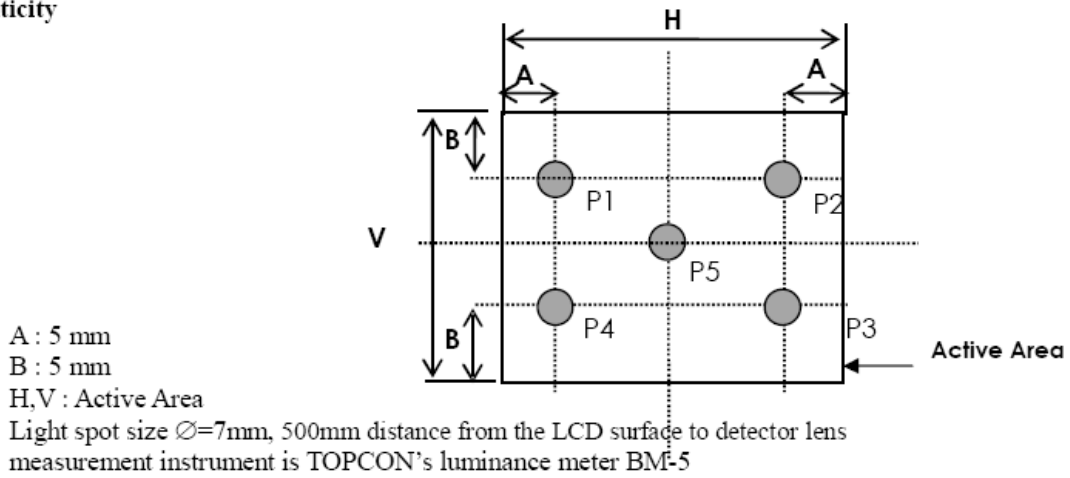 ticity
H
A
A
B
P1
P2
V
P5
P4
P3
B
Active Area
A : 5 mm
B : 5 mm
H,V : Active Area
Light spot size ∅=7mm, 500mm distance from the LCD surface to detector lens
measurement instrument is TOPCON's luminance meter BM-5